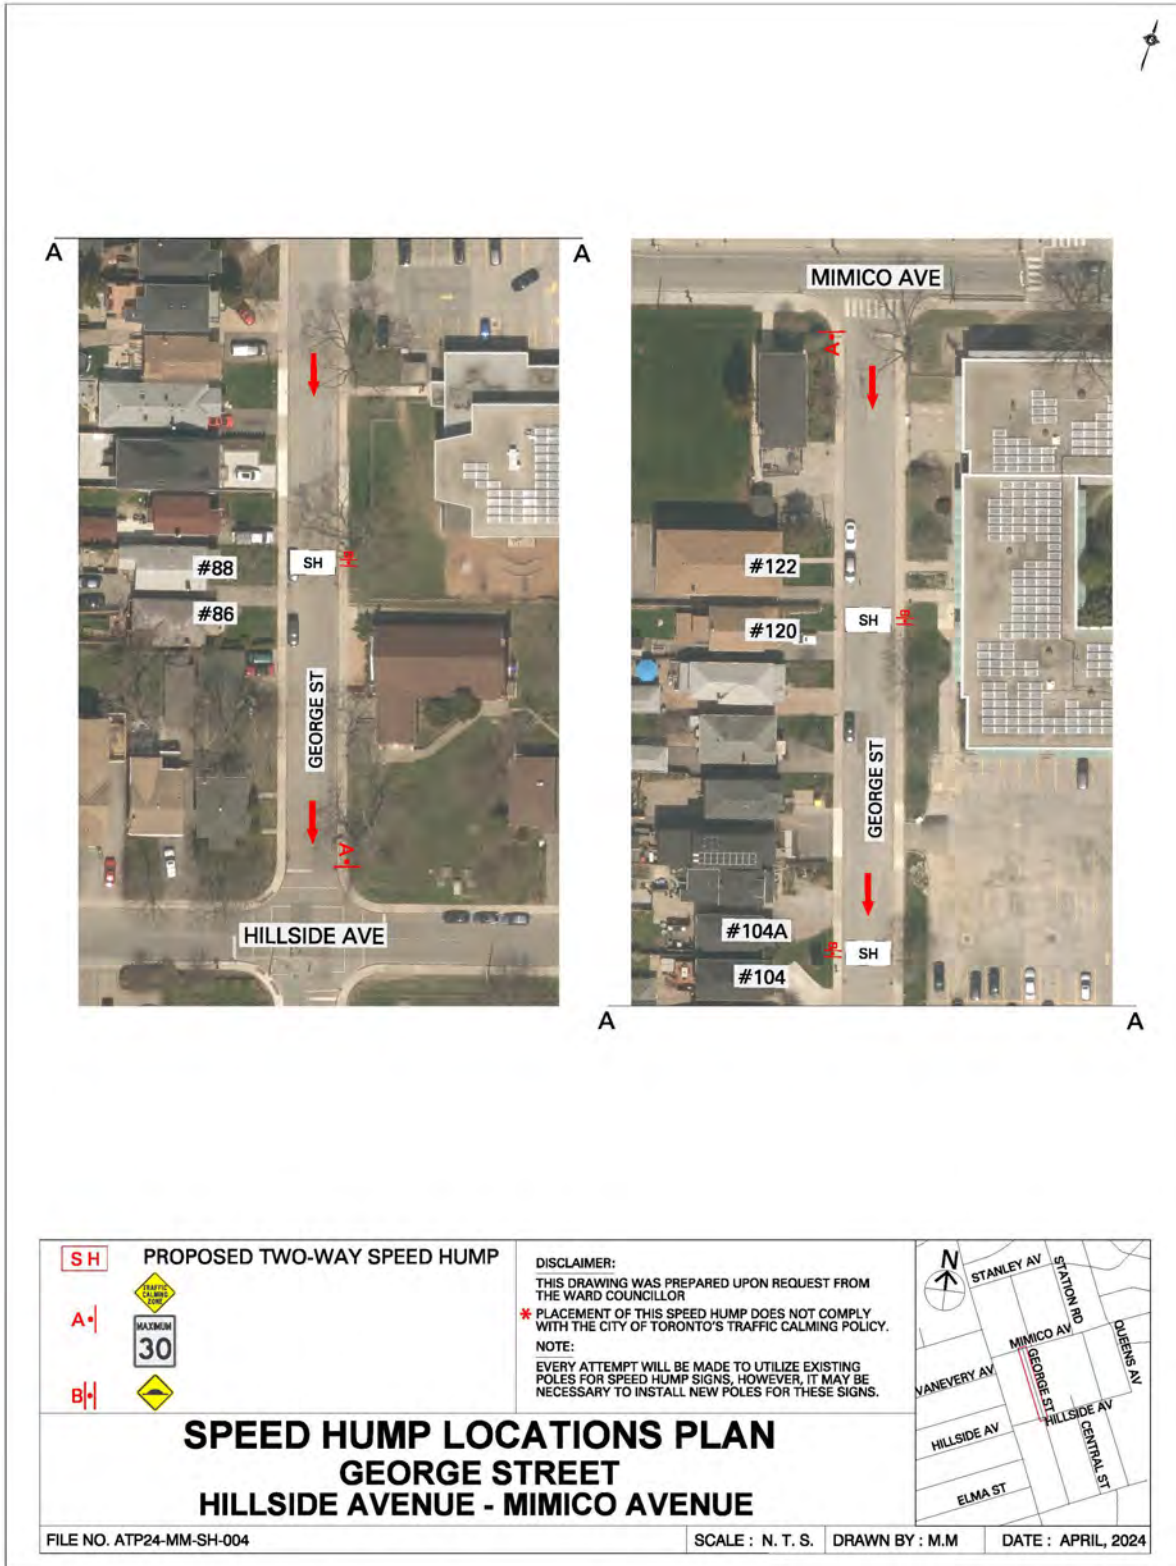 A
A
#88
SH
B
#86
GEORGE ST
A
HILLSIDE AVE
MIMICO AVE
A
#122
#120
SH
B
GEORGE ST
#104A
B
SH
#104
A
A
SH PROPOSED TWO-WAY SPEED HUMP
TRAFFIC
CALMING
ZONE
A
MAXIMUM
30
B
DISCLAIMER:
THIS DRAWING WAS PREPARED UPON REQUEST FROM
THE WARD COUNCILLOR
* PLACEMENT OF THIS SPEED HUMP DOES NOT COMPLY
WITH THE CITY OF TORONTO'S TRAFFIC CALMING POLICY.
NOTE:
EVERY ATTEMPT WILL BE MADE TO UTILIZE EXISTING
POLES FOR SPEED HUMP SIGNS, HOWEVER, IT MAY BE
NECESSARY TO INSTALL NEW POLES FOR THESE SIGNS.
N
STANLEY AV
STATION RD
MIMICO AV
QUEENS AV
GEORGE ST
VANEVERY AV
HILLSIDE AV
HILLSIDE AV
CENTRAL ST
ELMA ST
SPEED HUMP LOCATIONS PLAN
GEORGE STREET
HILLSIDE AVENUE - MIMICO AVENUE
FILE NO. ATP24-MM-SH-004
SCALE : N. T. S.
DRAWN BY : M.M
DATE : APRIL, 2024